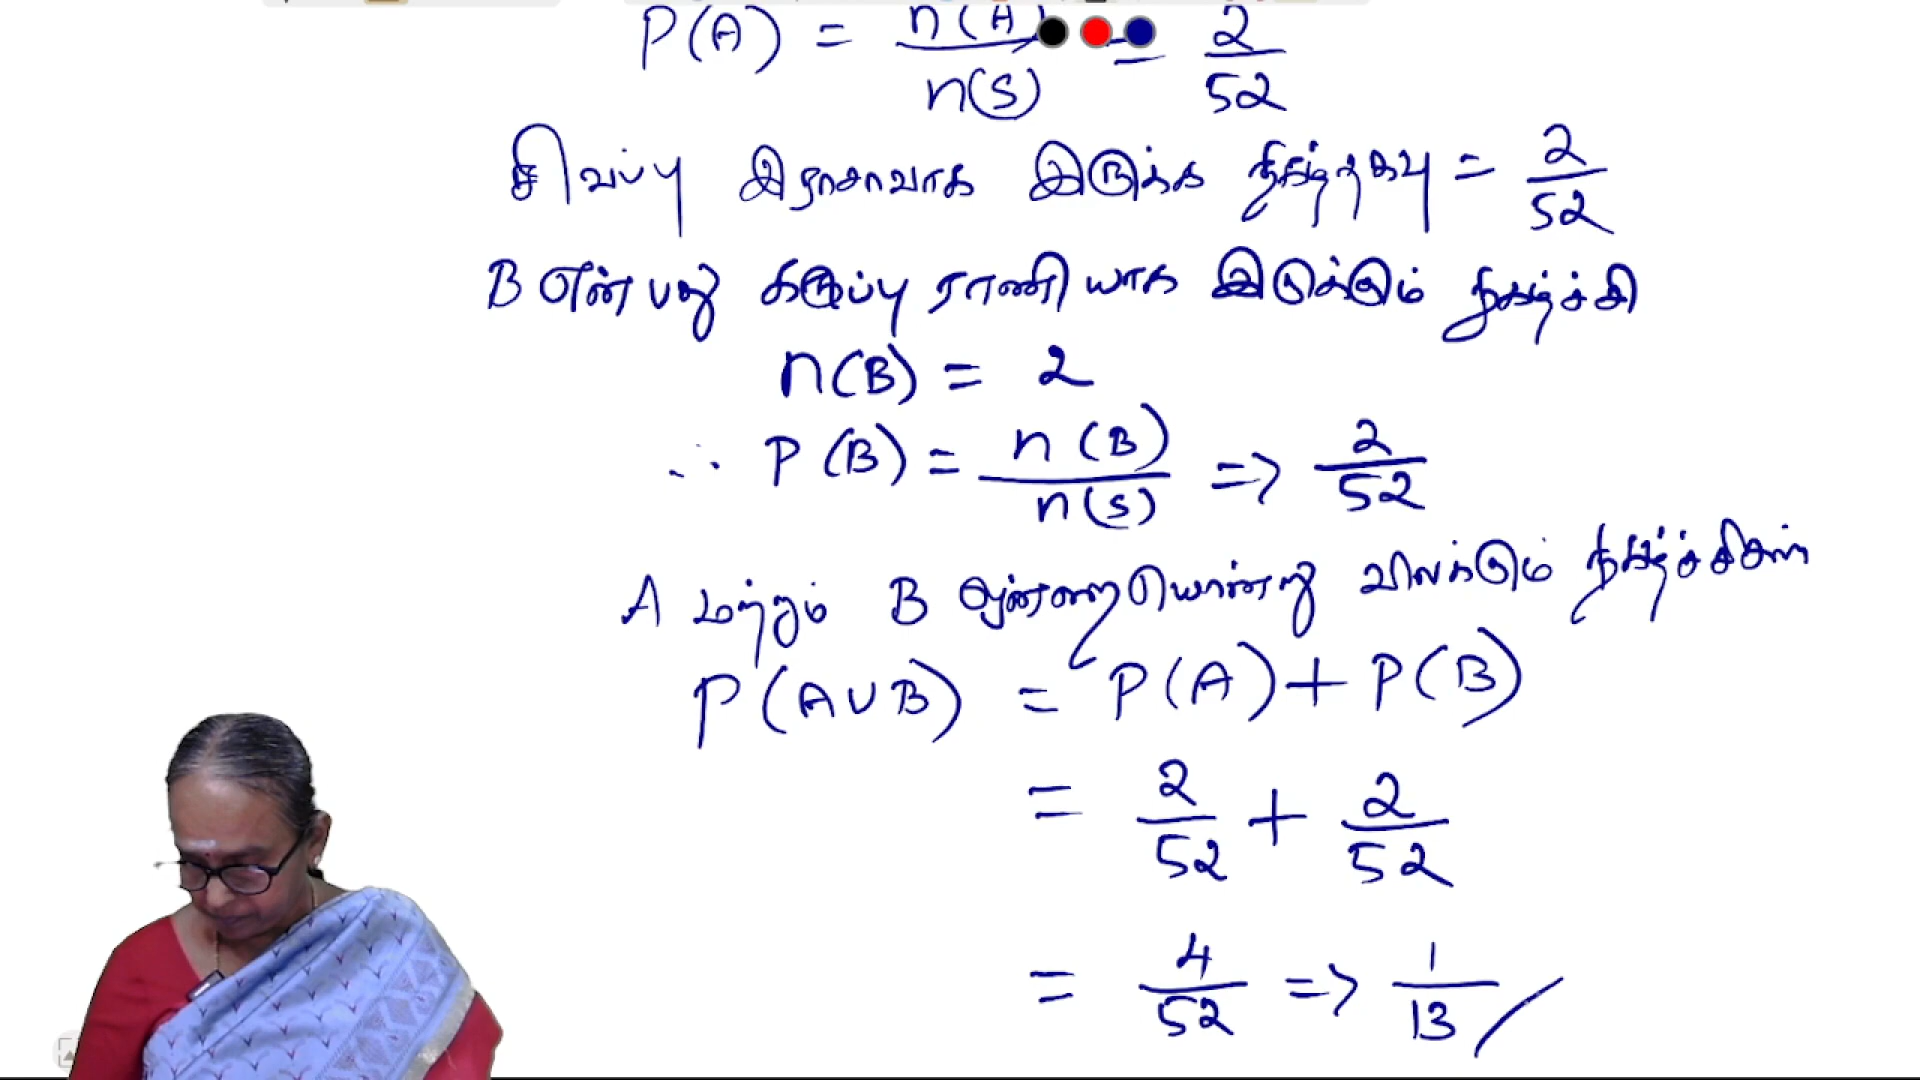 P(A) = n(A) / n(S) = 2/52
சிவப்பு இராசாவாக இருக்க நிகழ்தகவு = 2/52
B என்பது கருப்பு ராணியாக இருக்கும் நிகழ்ச்சி
n(B) = 2
∴ P(B) = n(B) / n(S) => 2/52
A மற்றும் B ஒன்றையொன்று விலக்கும் நிகழ்ச்சிகள்
P(A∪B) = P(A) + P(B)
= 2/52 + 2/52
= 4/52 => 1/13